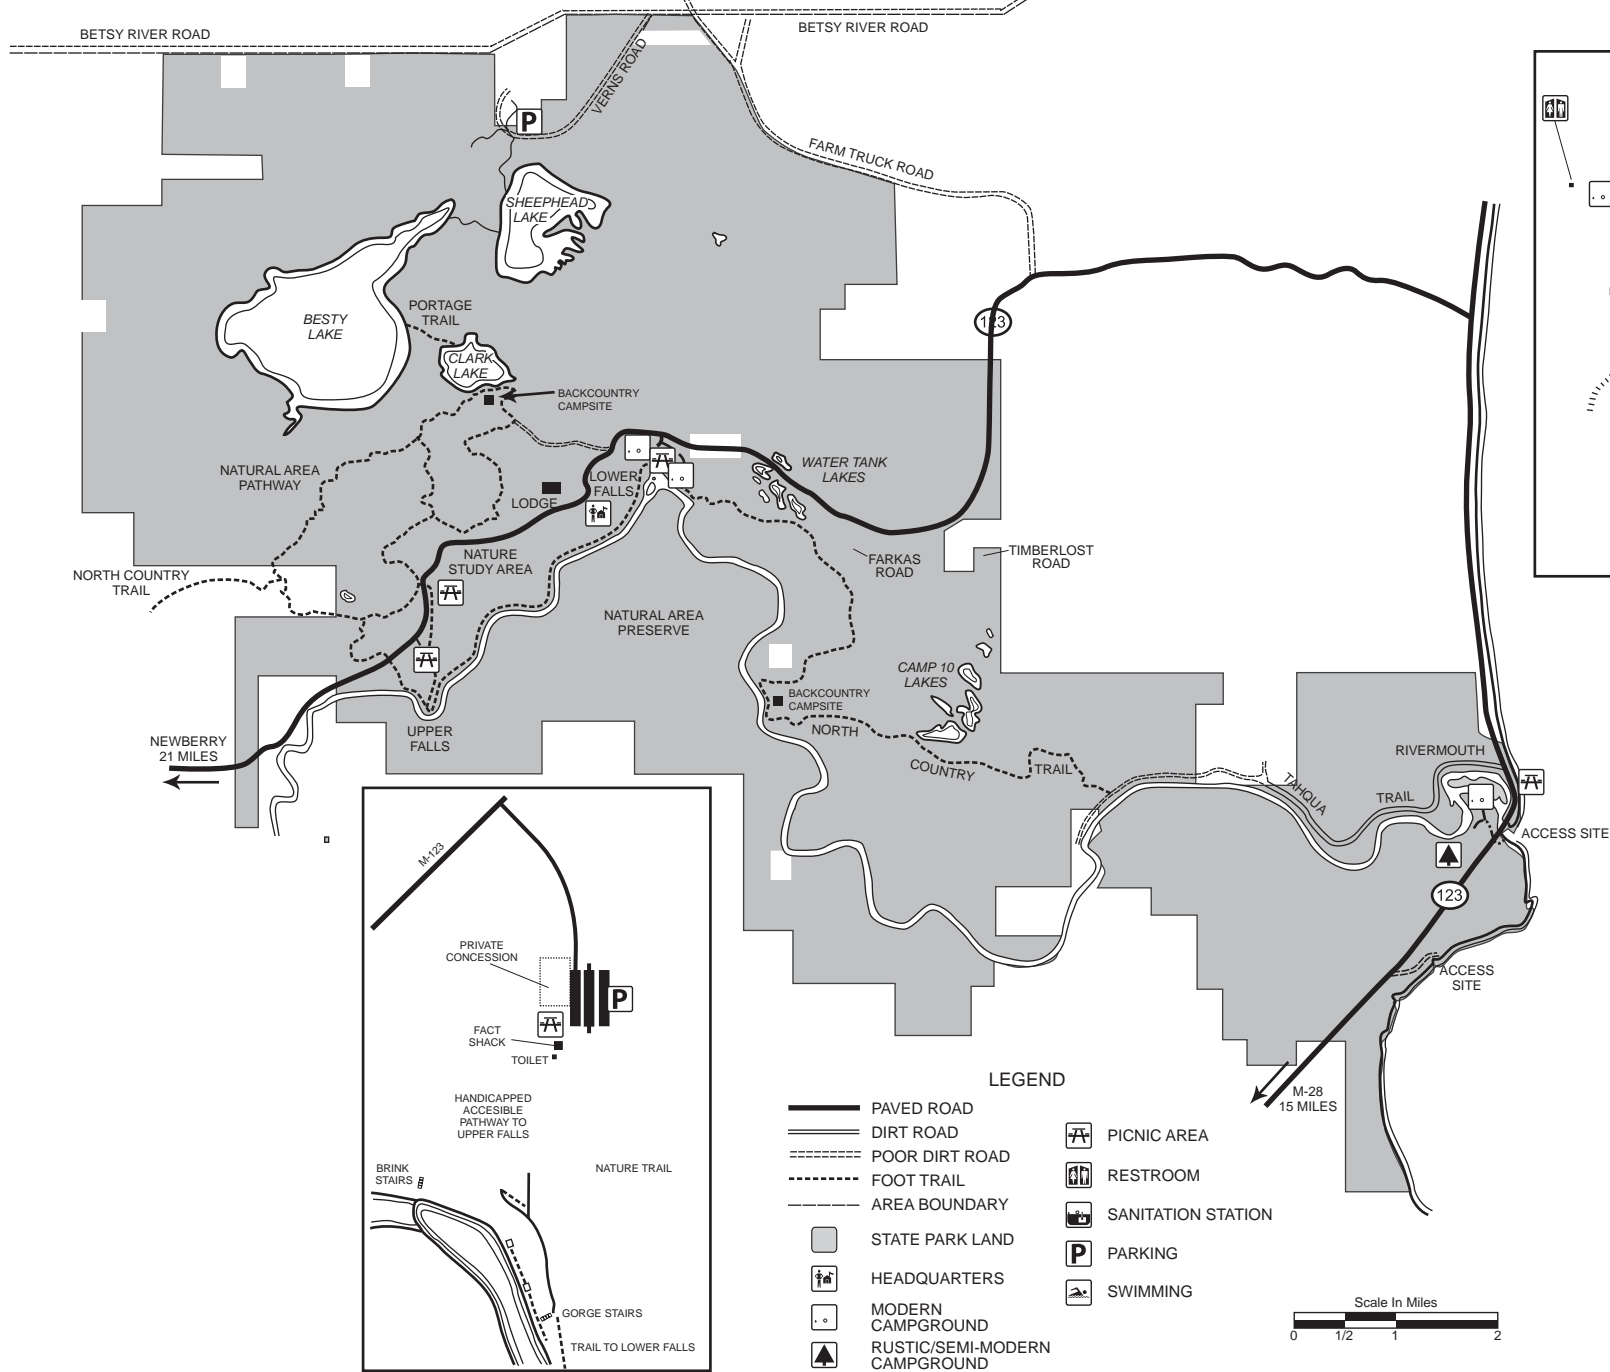 BETSY RIVER ROAD
BETSY RIVER ROAD
VERNS ROAD
P
FARM TRUCK ROAD
SHEEPHEAD
LAKE
BESTY
LAKE
PORTAGE
TRAIL
CLARK
LAKE
123
BACKCOUNTRY
CAMPSITE
NATURAL AREA
PATHWAY
LODGE
LOWER
FALLS
WATER TANK
LAKES
NATURE
STUDY AREA
FARKAS
ROAD
TIMBERLOST
ROAD
NORTH COUNTRY
TRAIL
NATURAL AREA
PRESERVE
CAMP 10
LAKES
BACKCOUNTRY
CAMPSITE
NORTH
COUNTRY
TRAIL
UPPER
FALLS
NEWBERRY
21 MILES
RIVERMOUTH
TRAIL
TAHQUA
ACCESS SITE
123
ACCESS
SITE
M-28
15 MILES
M-123
PRIVATE
CONCESSION
P
FACT
SHACK
TOILET
HANDICAPPED
ACCESIBLE
PATHWAY TO
UPPER FALLS
BRINK
STAIRS
NATURE TRAIL
GORGE STAIRS
TRAIL TO LOWER FALLS
LEGEND
PAVED ROAD
DIRT ROAD
POOR DIRT ROAD
FOOT TRAIL
AREA BOUNDARY
STATE PARK LAND
HEADQUARTERS
MODERN
CAMPGROUND
RUSTIC/SEMI-MODERN
CAMPGROUND
PICNIC AREA
RESTROOM
SANITATION STATION
P PARKING
SWIMMING
Scale In Miles
0 1/2 1 2